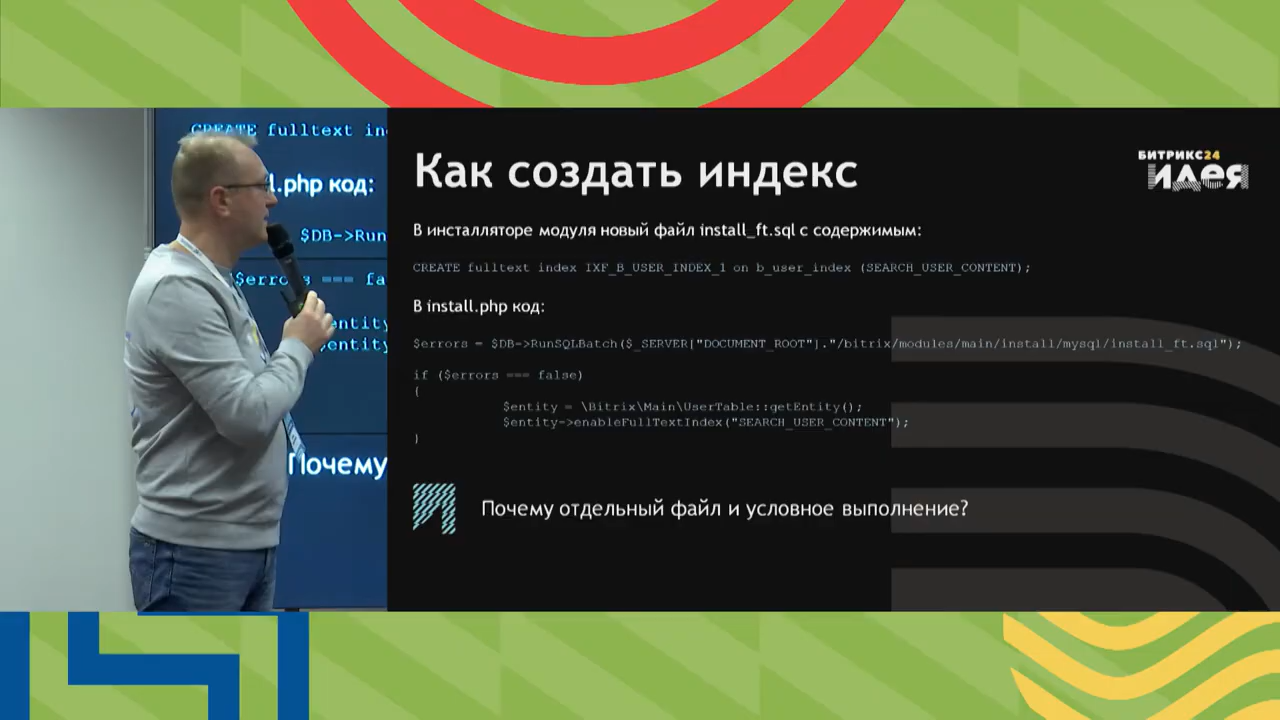 CREATE fulltext in
l.php код:
$DB->Run
$errors === fa
entity
entity
Почему
Как создать индекс
БИТРИКС24
идея
В инсталляторе модуля новый файл install_ft.sql с содержимым:
CREATE fulltext index IXF_B_USER_INDEX_1 on b_user_index (SEARCH_USER_CONTENT);
В install.php код:
$errors = $DB->RunSQLBatch($_SERVER["DOCUMENT_ROOT"]."/bitrix/modules/main/install/mysql/install_ft.sql");
if ($errors === false)
{
$entity = \Bitrix\Main\UserTable::getEntity();
$entity->enableFullTextIndex("SEARCH_USER_CONTENT");
}
Почему отдельный файл и условное выполнение?